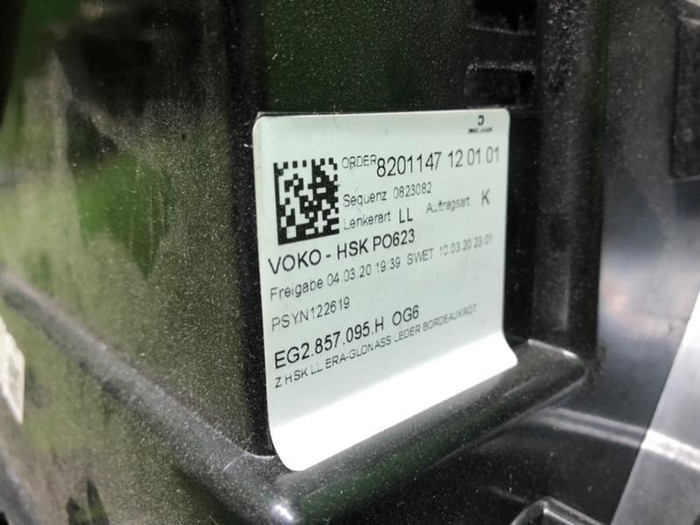 ORDER 8201147 12 01 01
Sequenz 0823082
Lenkerart LL Auftragsart K
VOKO - HSK PO623
Freigabe 04.03.20 19:39 SWET 10.03.20 23:01
PSYN122619
EG2.857.095.H OG6
Z HSK LL ERA-GLONASS LEDER BORDEAUXROT